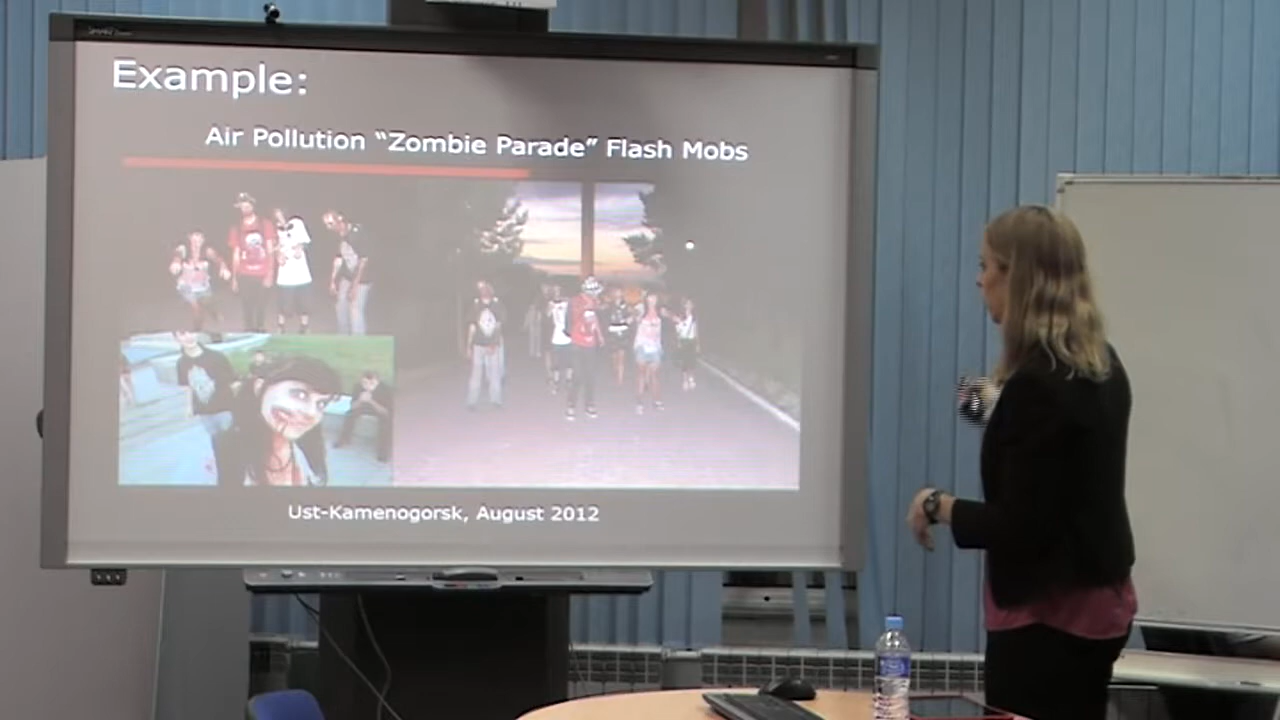 Example:
Air Pollution “Zombie Parade” Flash Mobs
Ust-Kamenogorsk, August 2012